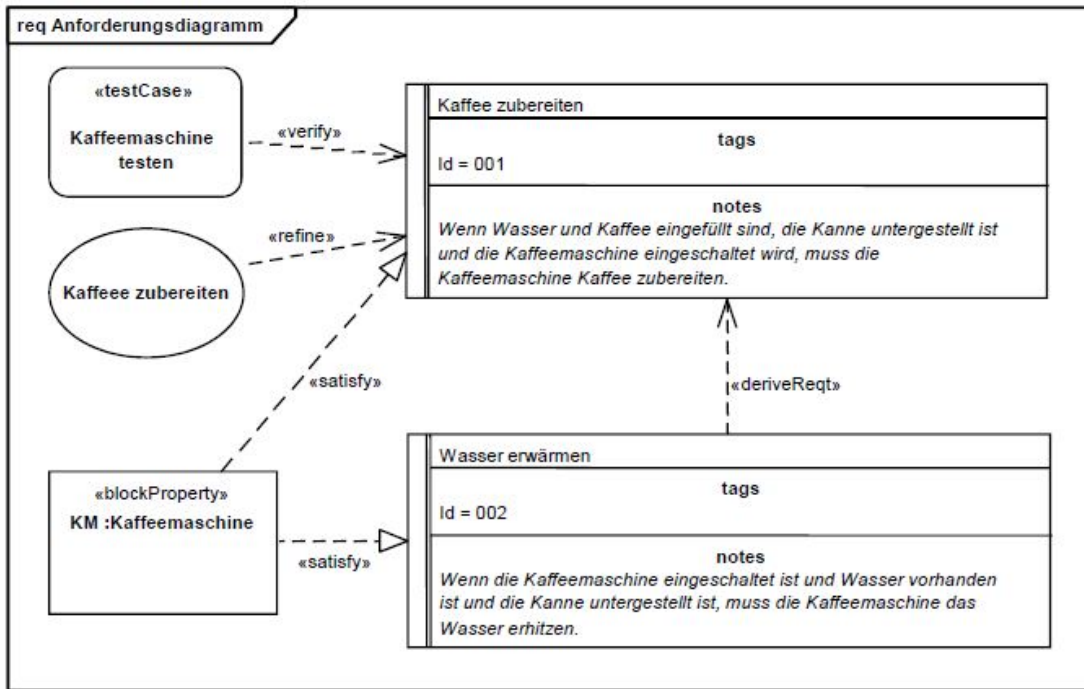 req Anforderungsdiagramm
«testCase»
Kaffeemaschine
testen
«verify»
Kaffee zubereiten
tags
Id = 001
notes
Wenn Wasser und Kaffee eingefüllt sind, die Kanne untergestellt ist
und die Kaffeemaschine eingeschaltet wird, muss die
Kaffeemaschine Kaffee zubereiten.
«refine»
Kaffeee zubereiten
«satisfy»
«deriveReqt»
«blockProperty»
KM :Kaffeemaschine
«satisfy»
Wasser erwärmen
tags
Id = 002
notes
Wenn die Kaffeemaschine eingeschaltet ist und Wasser vorhanden
ist und die Kanne untergestellt ist, muss die Kaffeemaschine das
Wasser erhitzen.